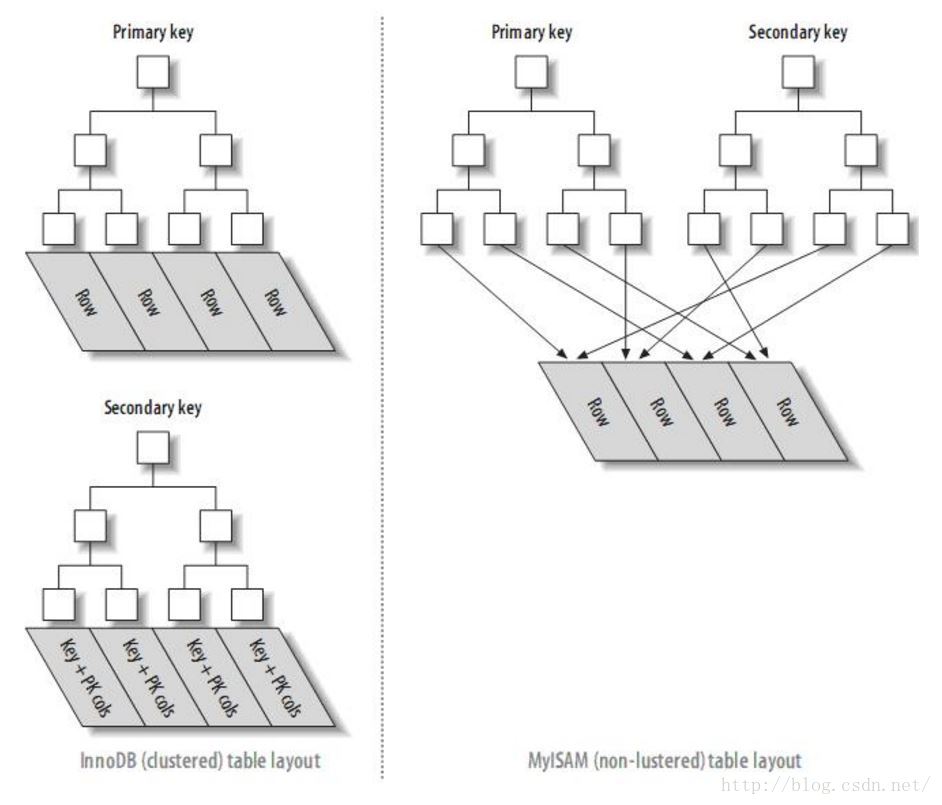 Primary key
Row
Row
Row
Row
Secondary key
Key + PK cols
Key + PK cols
Key + PK cols
Key + PK cols
InnoDB (clustered) table layout
Primary key
Secondary key
Row
Row
Row
Row
MyISAM (non-lustered) table layout
http://blog.csdn.net/